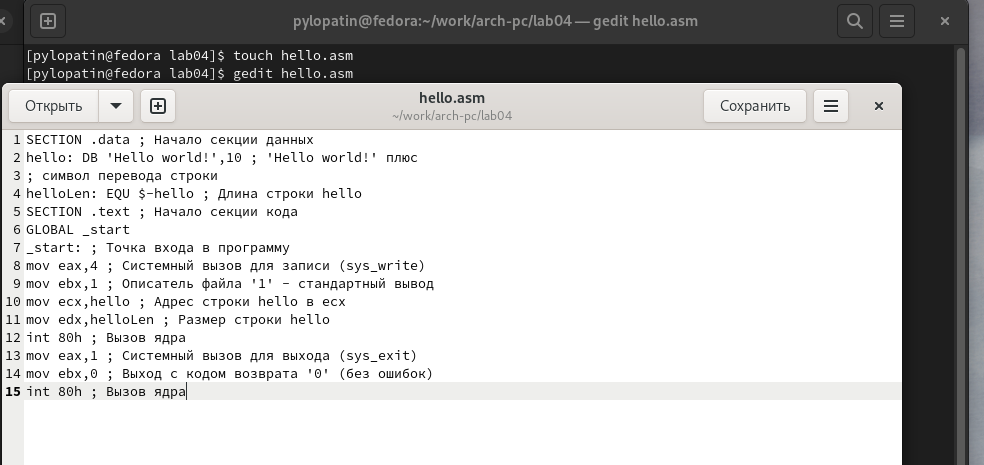 pylopatin@fedora:~/work/arch-pc/lab04 — gedit hello.asm
[pylopatin@fedora lab04]$ touch hello.asm
[pylopatin@fedora lab04]$ gedit hello.asm
Открыть
hello.asm
~/work/arch-pc/lab04
Сохранить
1 SECTION .data ; Начало секции данных
2 hello: DB 'Hello world!',10 ; 'Hello world!' плюс
3 ; символ перевода строки
4 helloLen: EQU $-hello ; Длина строки hello
5 SECTION .text ; Начало секции кода
6 GLOBAL _start
7 _start: ; Точка входа в программу
8 mov eax,4 ; Системный вызов для записи (sys_write)
9 mov ebx,1 ; Описатель файла '1' - стандартный вывод
10 mov ecx,hello ; Адрес строки hello в ecx
11 mov edx,helloLen ; Размер строки hello
12 int 80h ; Вызов ядра
13 mov eax,1 ; Системный вызов для выхода (sys_exit)
14 mov ebx,0 ; Выход с кодом возврата '0' (без ошибок)
15 int 80h ; Вызов ядра